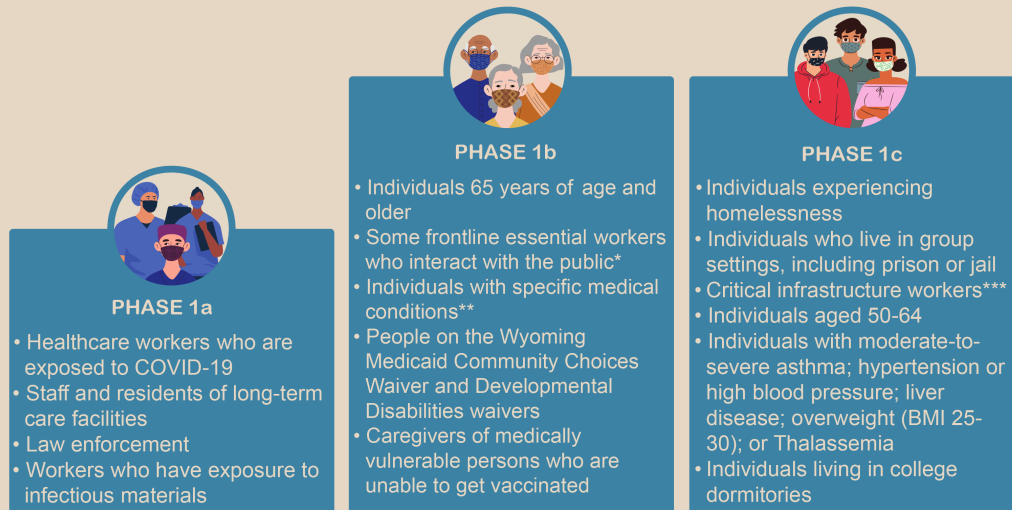 PHASE 1a
• Healthcare workers who are
exposed to COVID-19
• Staff and residents of long-term
care facilities
• Law enforcement
• Workers who have exposure to
infectious materials
PHASE 1b
• Individuals 65 years of age and
older
• Some frontline essential workers
who interact with the public*
• Individuals with specific medical
conditions**
• People on the Wyoming
Medicaid Community Choices
Waiver and Developmental
Disabilities waivers
• Caregivers of medically
vulnerable persons who are
unable to get vaccinated
PHASE 1c
• Individuals experiencing
homelessness
• Individuals who live in group
settings, including prison or jail
• Critical infrastructure workers***
• Individuals aged 50-64
• Individuals with moderate-to-
severe asthma; hypertension or
high blood pressure; liver
disease; overweight (BMI 25-
30); or Thalassemia
• Individuals living in college
dormitories